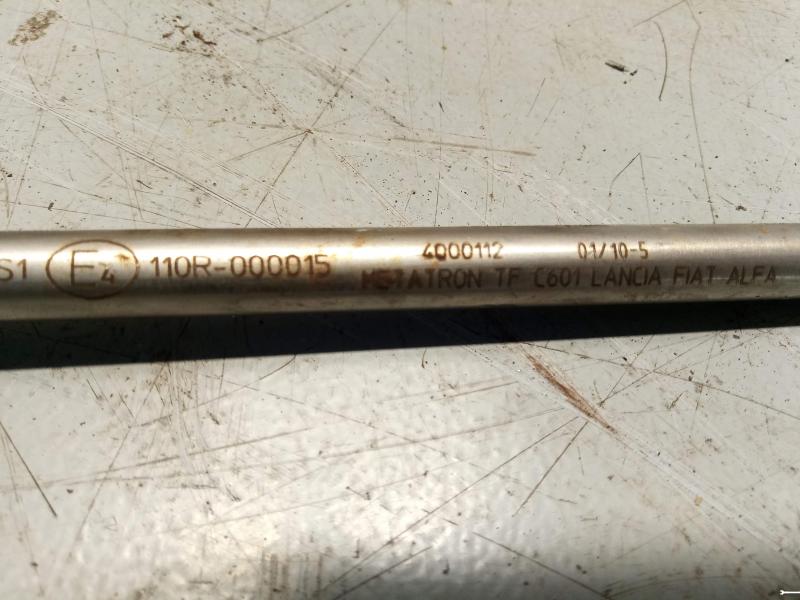 S1 E4 110R-000015 4000112 01/10-5
METATRON TF C601 LANCIA FIAT ALFA